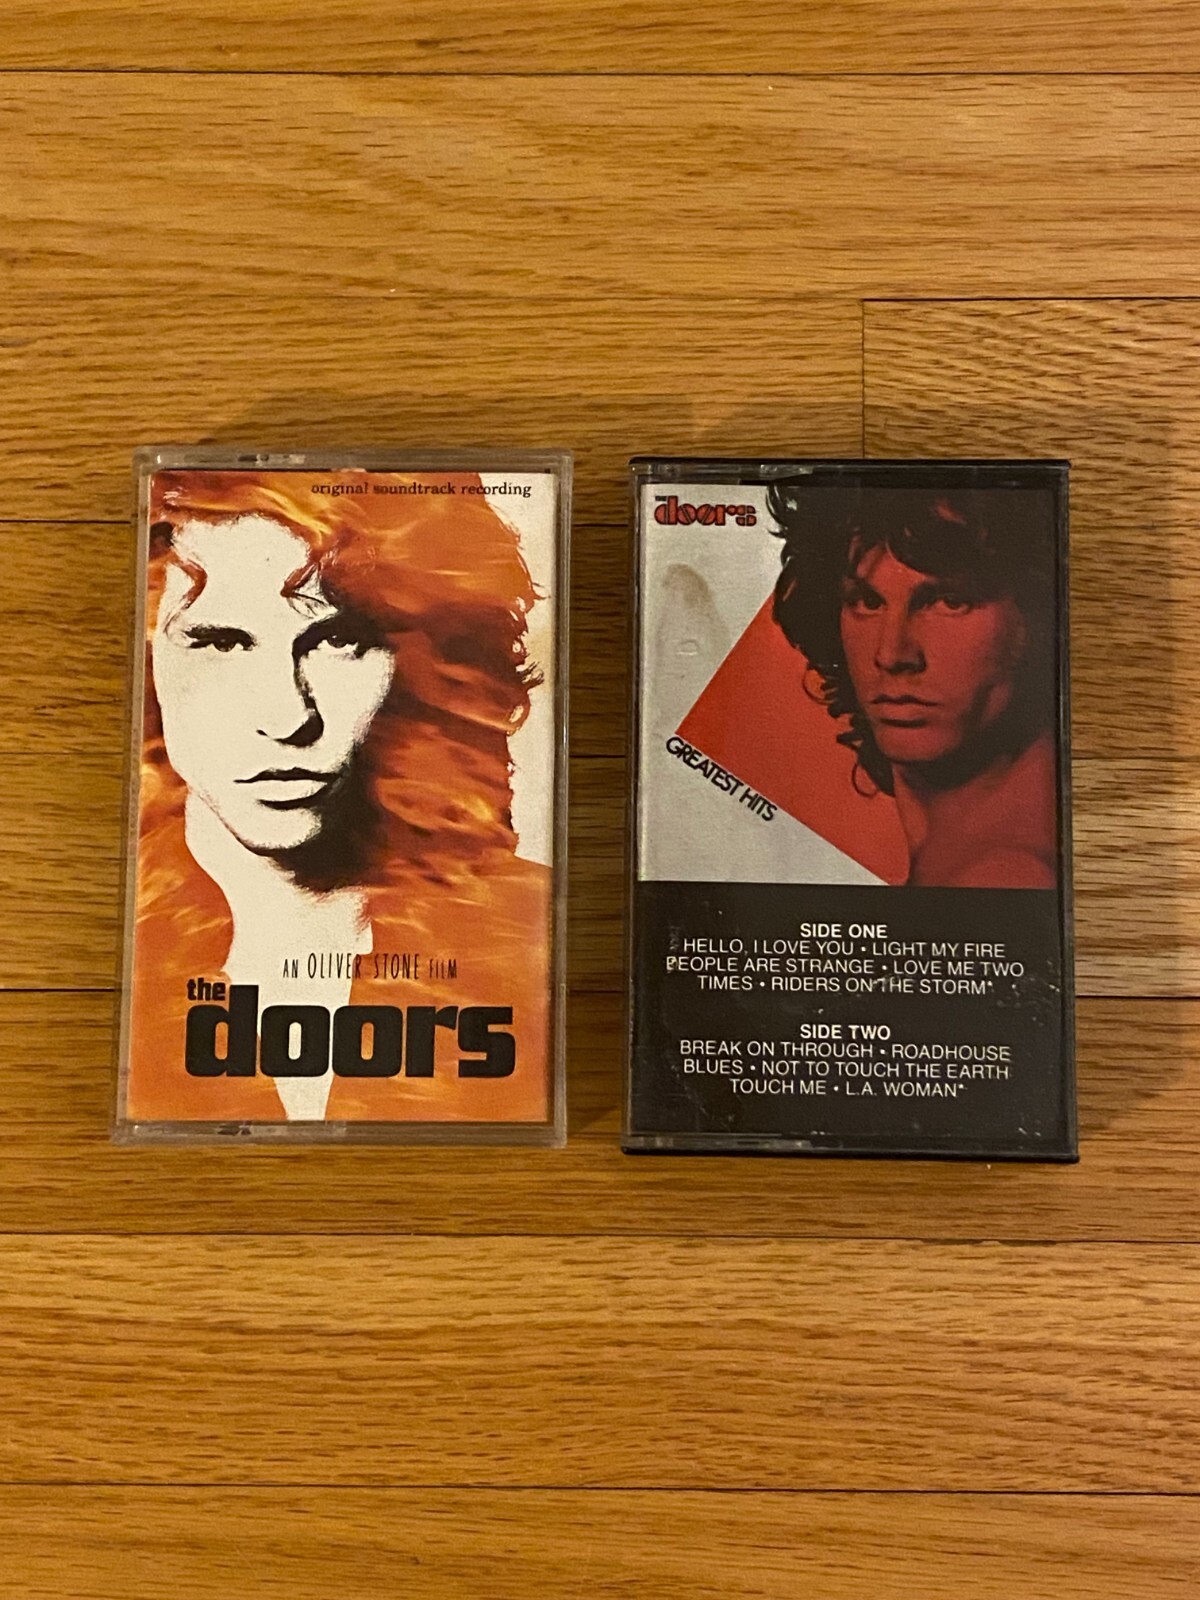 original soundtrack recording
AN OLIVER STONE FILM
the
doors
THE
doors
GREATEST HITS
SIDE ONE
HELLO, I LOVE YOU • LIGHT MY FIRE
PEOPLE ARE STRANGE • LOVE ME TWO
TIMES • RIDERS ON THE STORM*
SIDE TWO
BREAK ON THROUGH • ROADHOUSE
BLUES • NOT TO TOUCH THE EARTH
TOUCH ME • L.A. WOMAN*